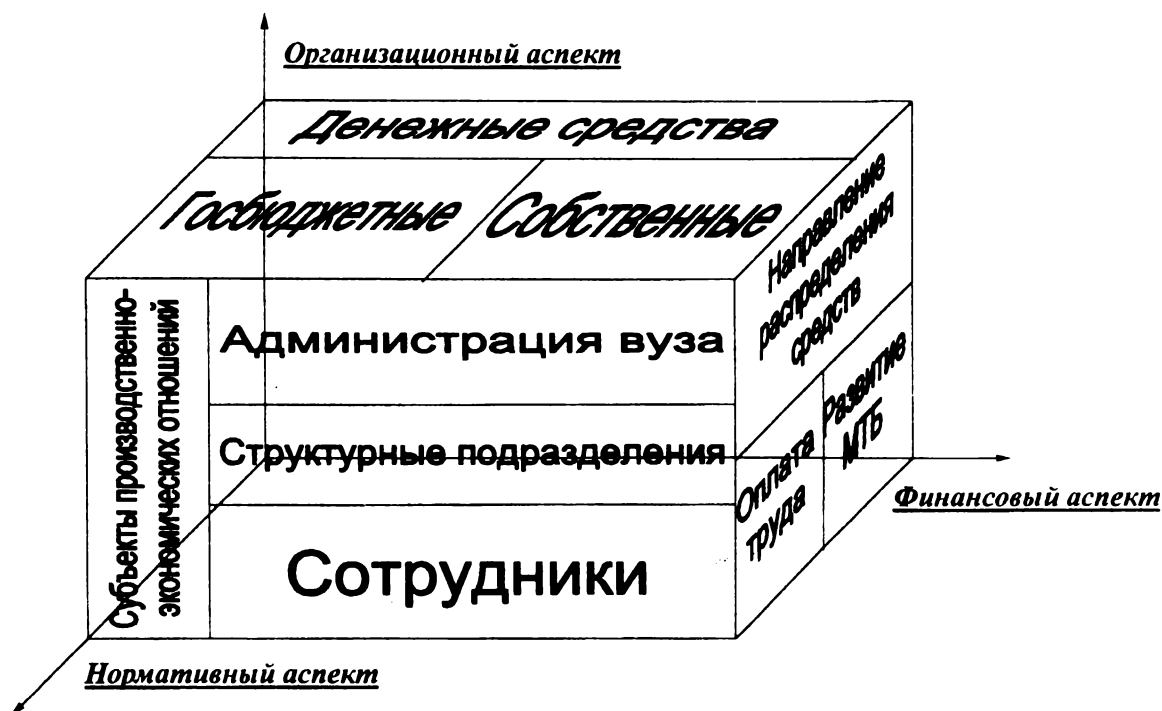 Организационный аспект
Денежные средства
Госбюджетные
Собственные
Направление
распределения
средств
Субъекты производственно-
экономических отношений
Администрация вуза
Структурные подразделения
Сотрудники
Оплата
труда
Развитие
МТБ
Финансовый аспект
Нормативный аспект